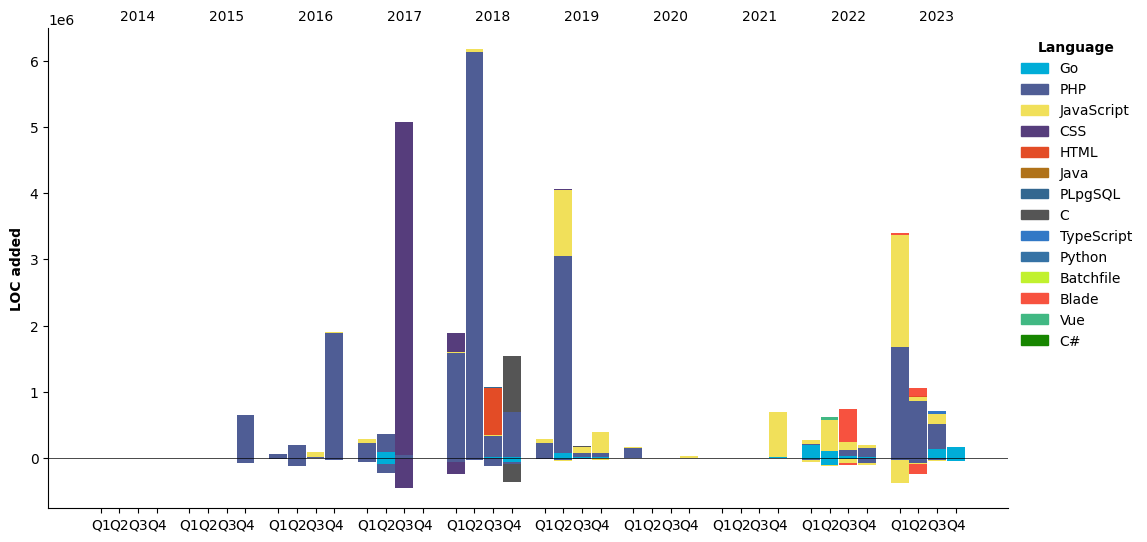 1e6
2014 2015 2016 2017 2018 2019 2020 2021 2022 2023
LOC added
6
5
4
3
2
1
0
Q1Q2Q3Q4 Q1Q2Q3Q4 Q1Q2Q3Q4 Q1Q2Q3Q4 Q1Q2Q3Q4 Q1Q2Q3Q4 Q1Q2Q3Q4 Q1Q2Q3Q4 Q1Q2Q3Q4 Q1Q2Q3Q4
Language
Go
PHP
JavaScript
CSS
HTML
Java
PLpgSQL
C
TypeScript
Python
Batchfile
Blade
Vue
C#